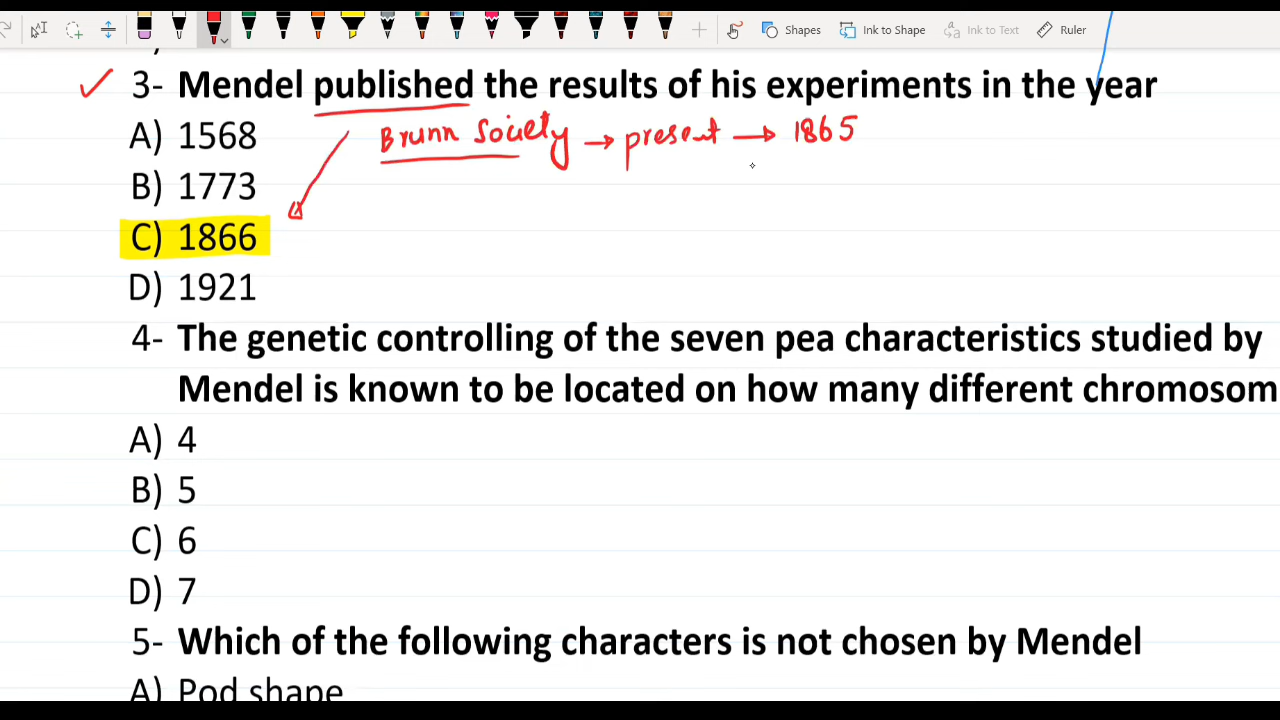 Shapes Ink to Shape Ink to Text Ruler
3- Mendel published the results of his experiments in the year
Brunn Society → present → 1865
A) 1568
B) 1773
C) 1866
D) 1921
4- The genetic controlling of the seven pea characteristics studied by
Mendel is known to be located on how many different chromosom
A) 4
B) 5
C) 6
D) 7
5- Which of the following characters is not chosen by Mendel
A) Pod shape